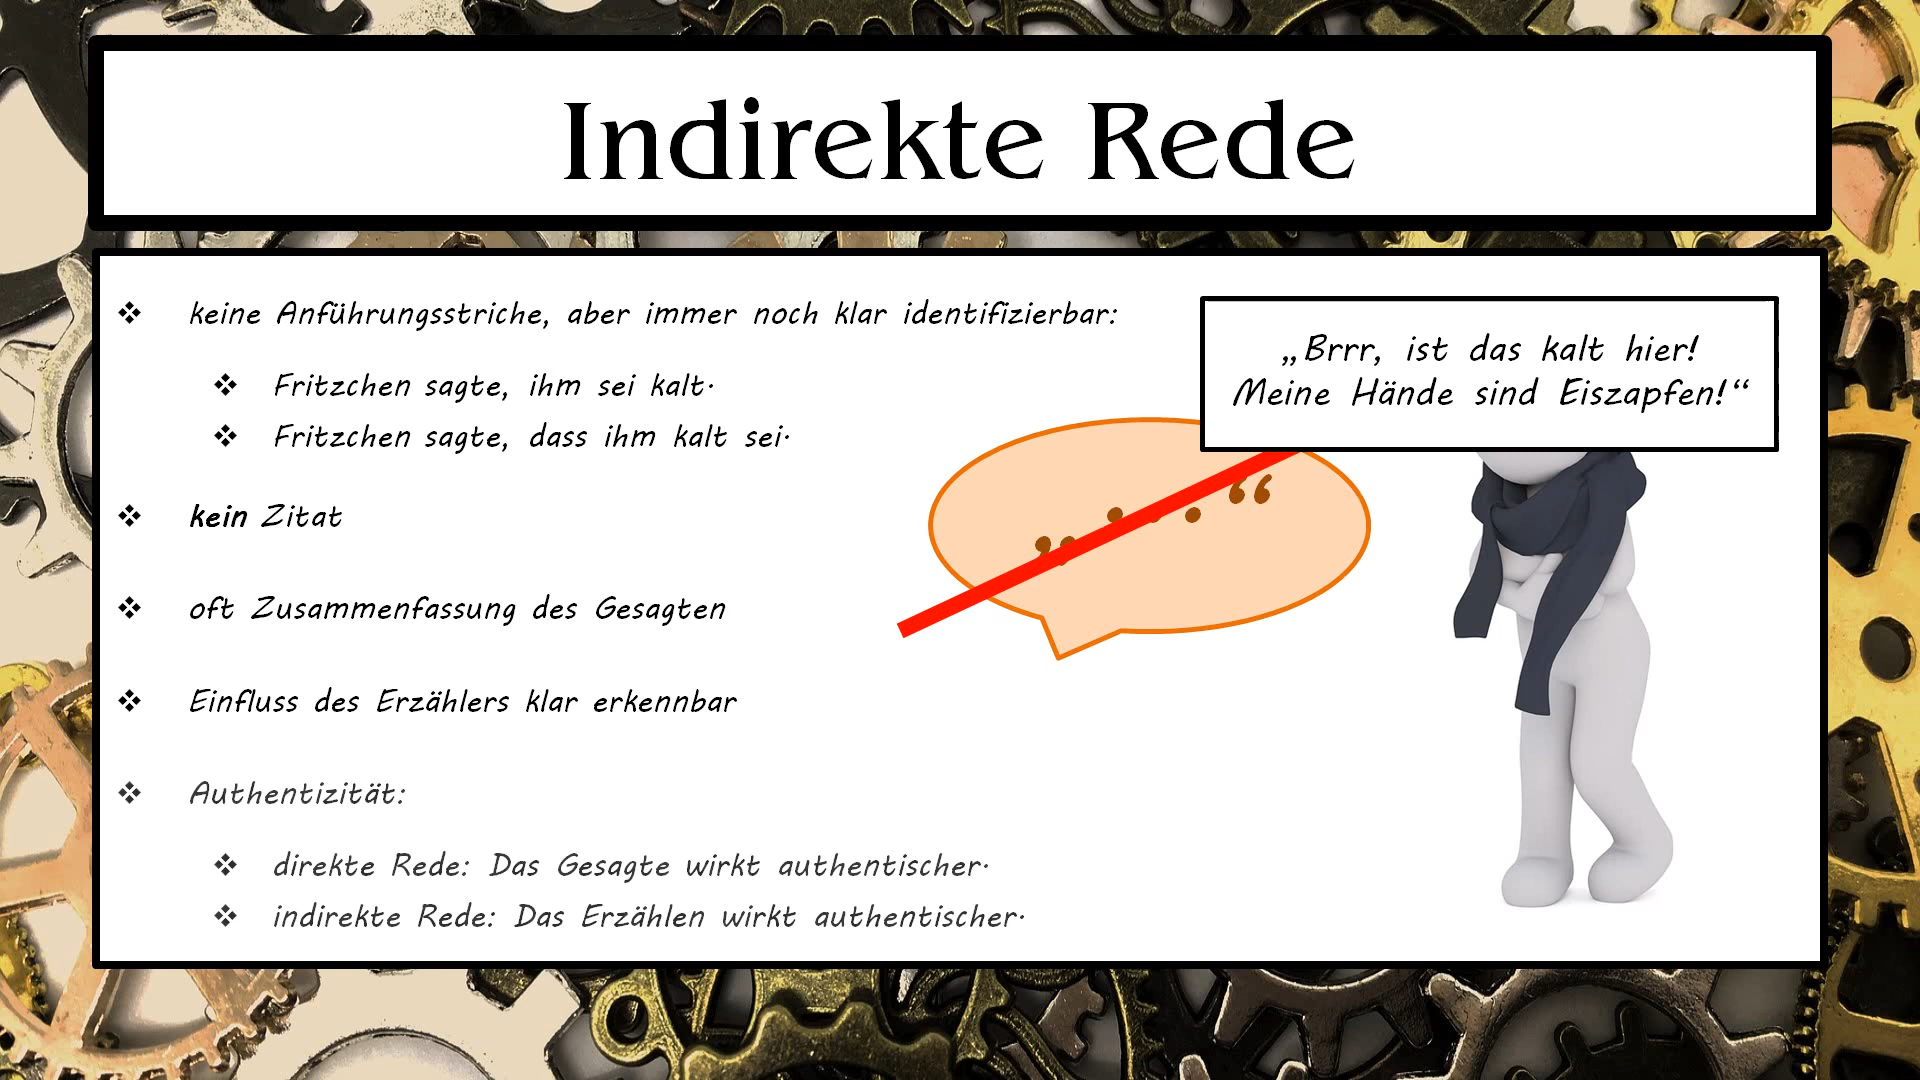 Indirekte Rede
keine Anführungsstriche, aber immer noch klar identifizierbar:
Fritzchen sagte, ihm sei kalt.
Fritzchen sagte, dass ihm kalt sei.
kein Zitat
oft Zusammenfassung des Gesagten
Einfluss des Erzählers klar erkennbar
Authentizität:
direkte Rede: Das Gesagte wirkt authentischer.
indirekte Rede: Das Erzählen wirkt authentischer.
„Brrr, ist das kalt hier!
Meine Hände sind Eiszapfen!“
„...“